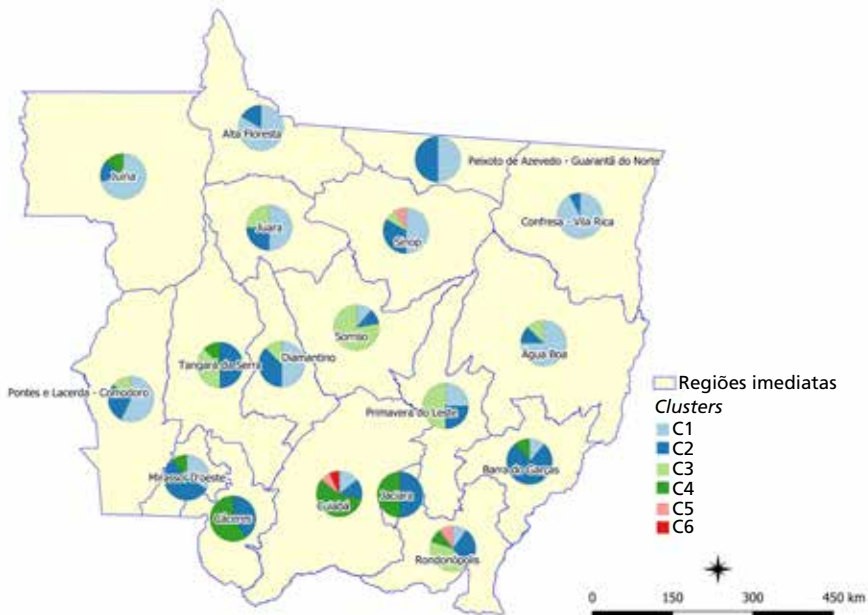 Alta Floresta
Peixoto de Azevedo - Guarantã do Norte
Juína
Confresa - Vila Rica
Juara
Sinop
Sorriso
Água Boa
Tangará da Serra
Diamantino
Pontes e Lacerda - Comodoro
Primavera do Leste
Mirassol D'oeste
Barra do Garças
Cuiabá
Jaciara
Cáceres
Rondonópolis
Regiões imediatas
Clusters
C1
C2
C3
C4
C5
C6
0 150 300 450 km